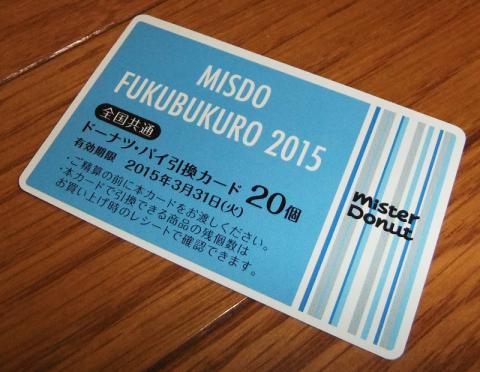 MISDO
FUKUBUKURO 2015
全国共通
ドーナツ・パイ引換カード 20個
有効期限 2015年3月31日(火)
・ご精算の前に本カードをお渡しください。
・本カードで引換できる商品の残個数は
お買い上げ時のレシートで確認できます。
mister
Donut